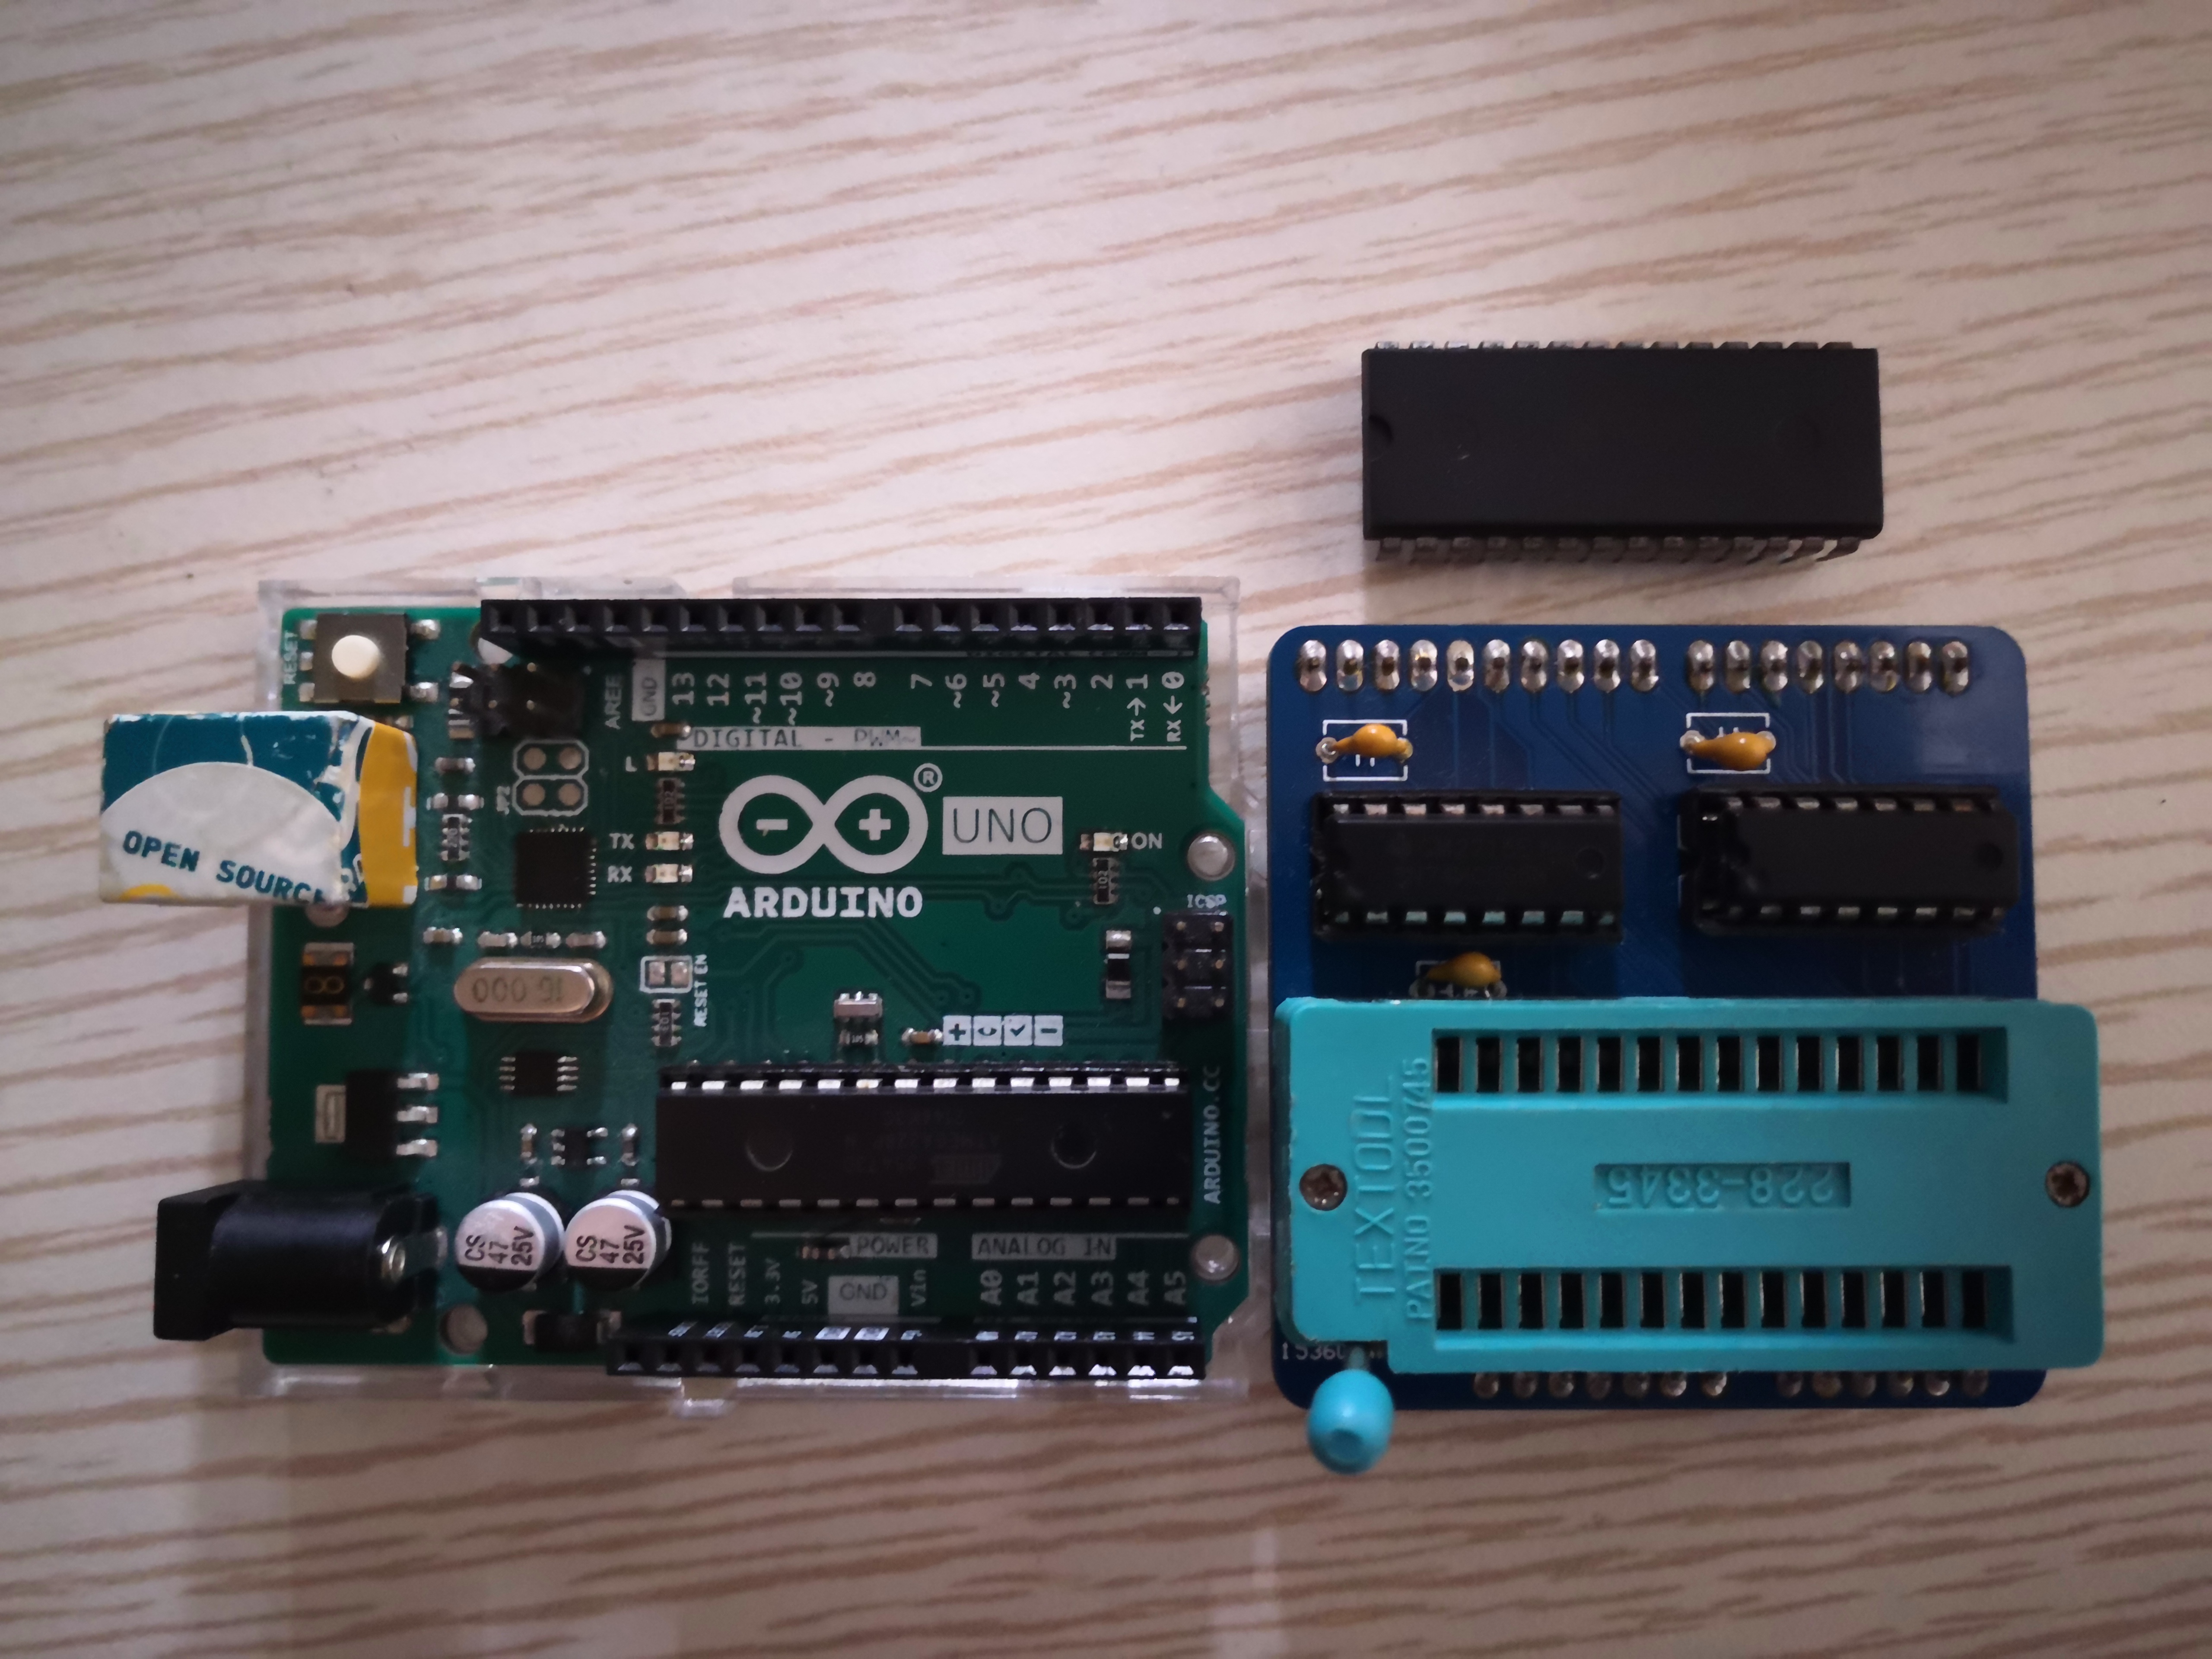 RESET
AREF
GND
13
12
~11
~10
~9
8
7
~6
~5
4
~3
2
TX→1
RX←0
DIGITAL - PWM~
L
TX
RX
JP2
®
UNO
ARDUINO
ON
ICSP
OPEN SOURCE
16.000
RESET EN
ARDUINO.CC
CS
47
25V
CS
47
25V
POWER
ANALOG IN
IOREF
RESET
3.3V
5V
GND
Vin
A0
A1
A2
A3
A4
A5
TEXTOOL
PAT.NO 3500745
228-3345